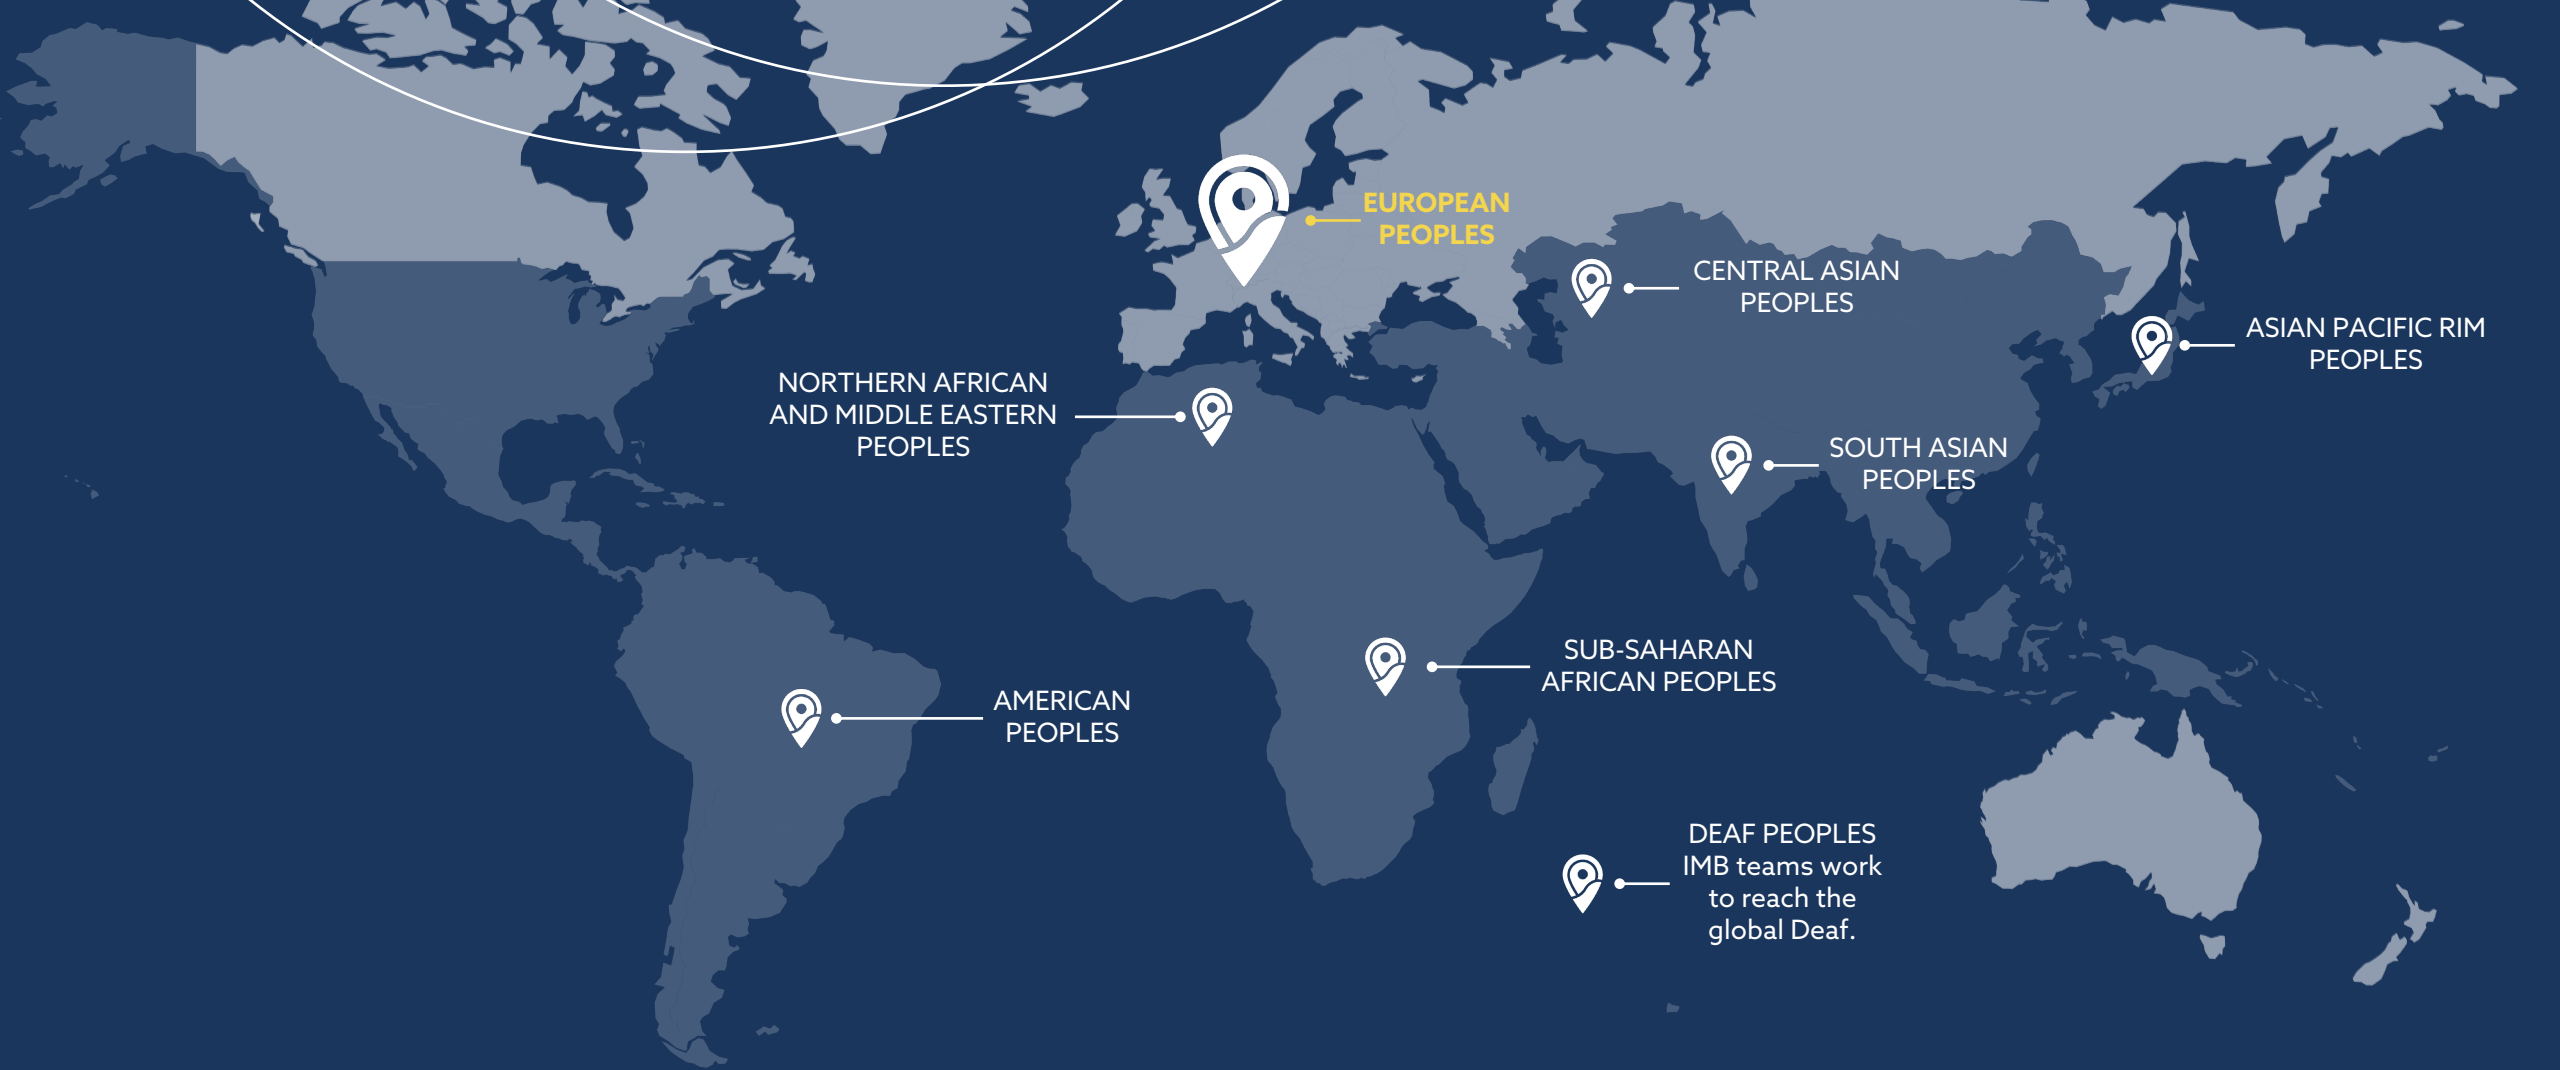 EUROPEAN
PEOPLES
CENTRAL ASIAN
PEOPLES
ASIAN PACIFIC RIM
PEOPLES
NORTHERN AFRICAN
AND MIDDLE EASTERN
PEOPLES
SOUTH ASIAN
PEOPLES
SUB-SAHARAN
AFRICAN PEOPLES
AMERICAN
PEOPLES
DEAF PEOPLES
IMB teams work
to reach the
global Deaf.